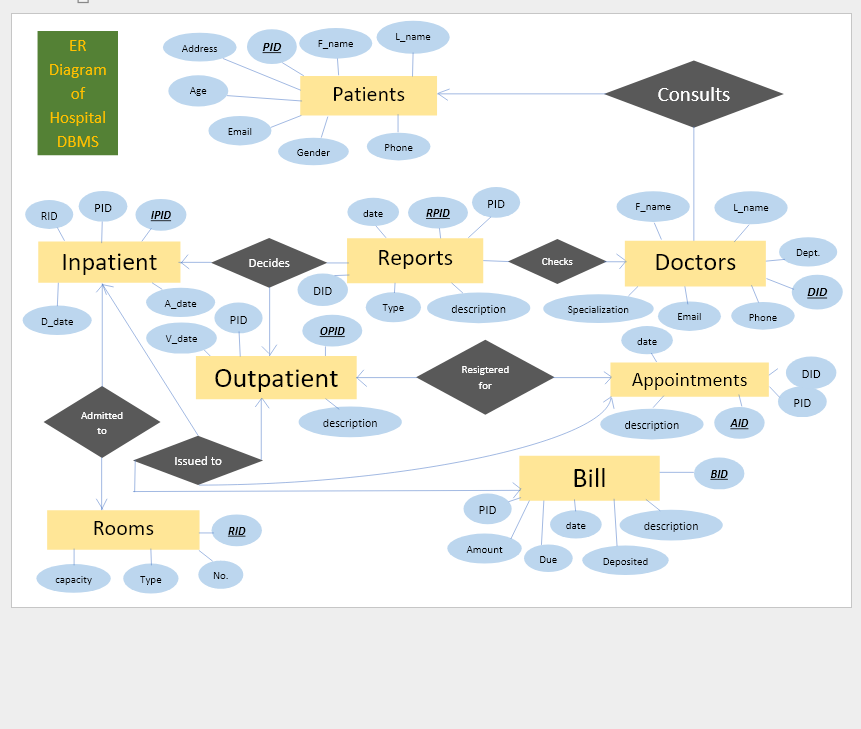 ER
Diagram
of
Hospital
DBMS
Address
PID
F_name
L_name
Age
Patients
Consults
Email
Gender
Phone
RID
PID
IPID
date
RPID
PID
F_name
L_name
Inpatient
Decides
Reports
Checks
Doctors
Dept.
DID
D_date
A_date
V_date
PID
DID
Type
description
Specialization
Email
Phone
OPID
date
Outpatient
Resigtered
for
Appointments
DID
PID
description
description
AID
Admitted
to
Issued to
Bill
BID
Rooms
RID
PID
date
description
Amount
Due
Deposited
capacity
Type
No.